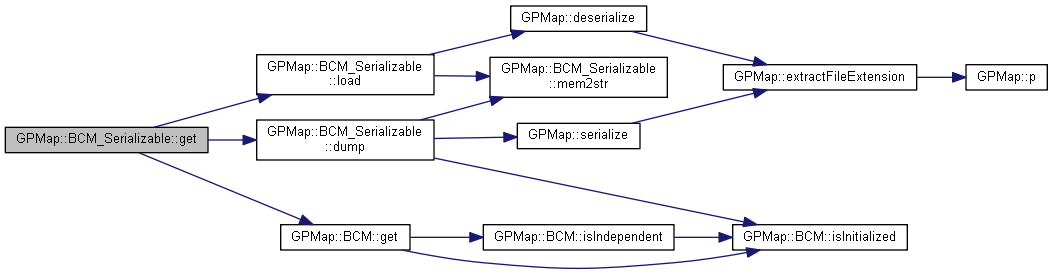 GPMap::BCM_Serializable::get
GPMap::BCM_Serializable
::load
GPMap::BCM_Serializable
::dump
GPMap::BCM::get
GPMap::deserialize
GPMap::BCM_Serializable
::mem2str
GPMap::serialize
GPMap::BCM::isIndependent
GPMap::extractFileExtension
GPMap::BCM::isInitialized
GPMap::p